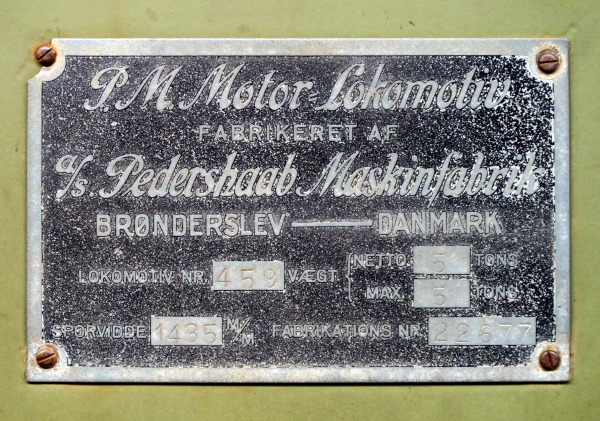 P.M. Motor-Lokomotiv
FABRIKERET AF
A/S. Pedershaab Maskinfabrik
BRØNDERSLEV — DANMARK
LOKOMOTIV NR. 459 VÆGT NETTO. 5 TONS
MAX. 5 TONS
SPORVIDDE 1435 M/M FABRIKATIONS NR. 22677